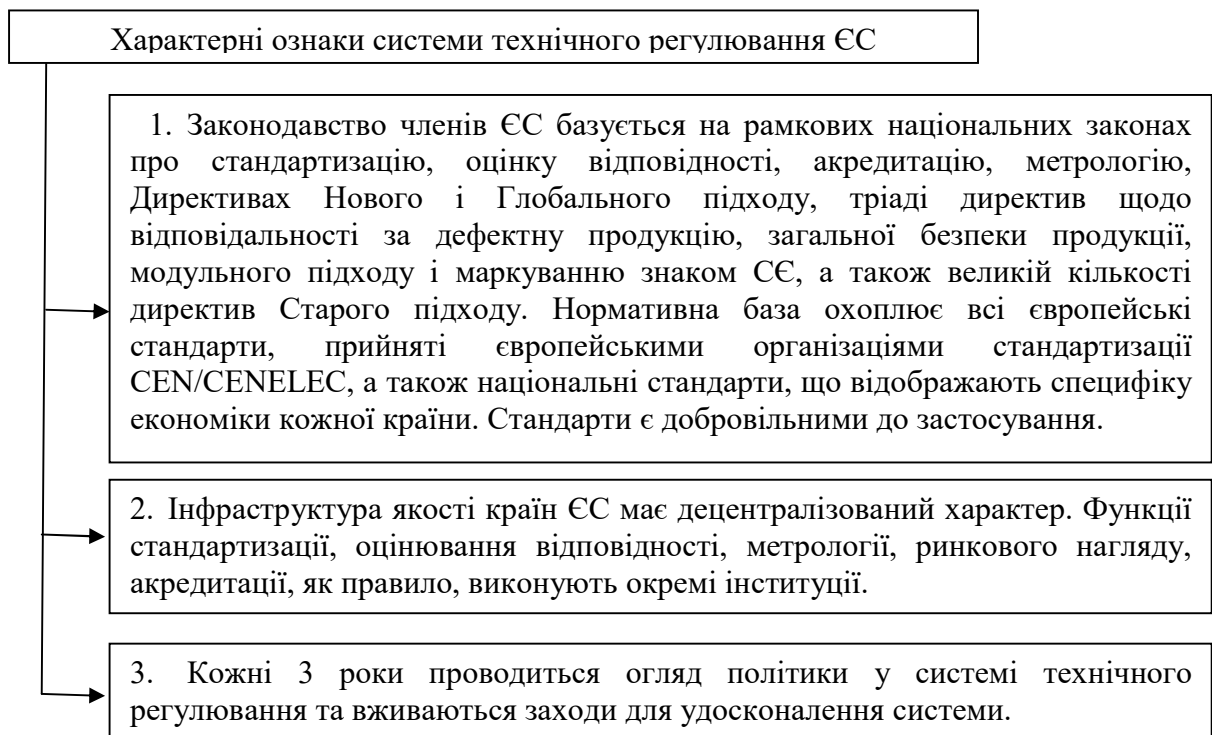 Характерні ознаки системи технічного регулювання ЄС
1. Законодавство членів ЄС базується на рамкових національних законах
про стандартизацію, оцінку відповідності, акредитацію, метрологію,
Директивах Нового і Глобального підходу, тріаді директив щодо
відповідальності за дефектну продукцію, загальної безпеки продукції,
модульного підходу і маркуванню знаком СЄ, а також великій кількості
директив Старого підходу. Нормативна база охоплює всі європейські
стандарти, прийняті європейськими організаціями стандартизації
CEN/CENELEC, а також національні стандарти, що відображають специфіку
економіки кожної країни. Стандарти є добровільними до застосування.
2. Інфраструктура якості країн ЄС має децентралізований характер. Функції
стандартизації, оцінювання відповідності, метрології, ринкового нагляду,
акредитації, як правило, виконують окремі інституції.
3. Кожні 3 роки проводиться огляд політики у системі технічного
регулювання та вживаються заходи для удосконалення системи.